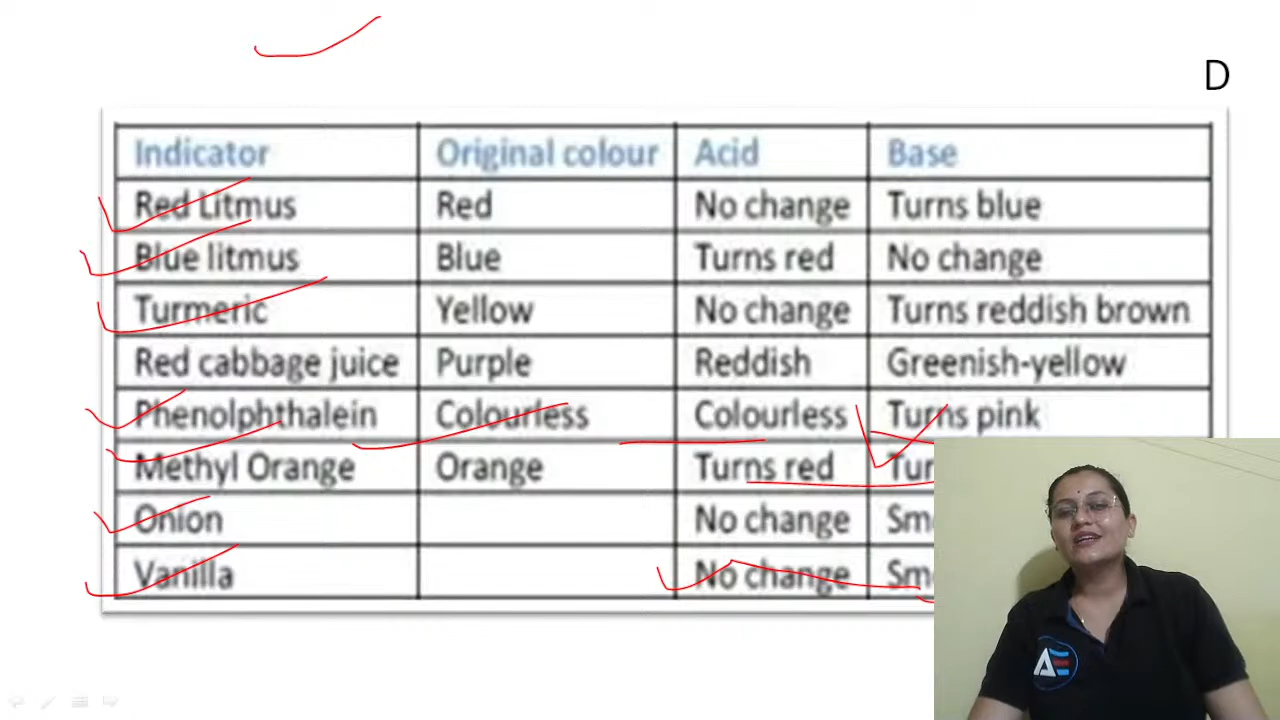 D
Indicator Original colour Acid Base
Red Litmus Red No change Turns blue
Blue litmus Blue Turns red No change
Turmeric Yellow No change Turns reddish brown
Red cabbage juice Purple Reddish Greenish-yellow
Phenolphthalein Colourless Colourless Turns pink
Methyl Orange Orange Turns red
Onion No change
Vanilla No change